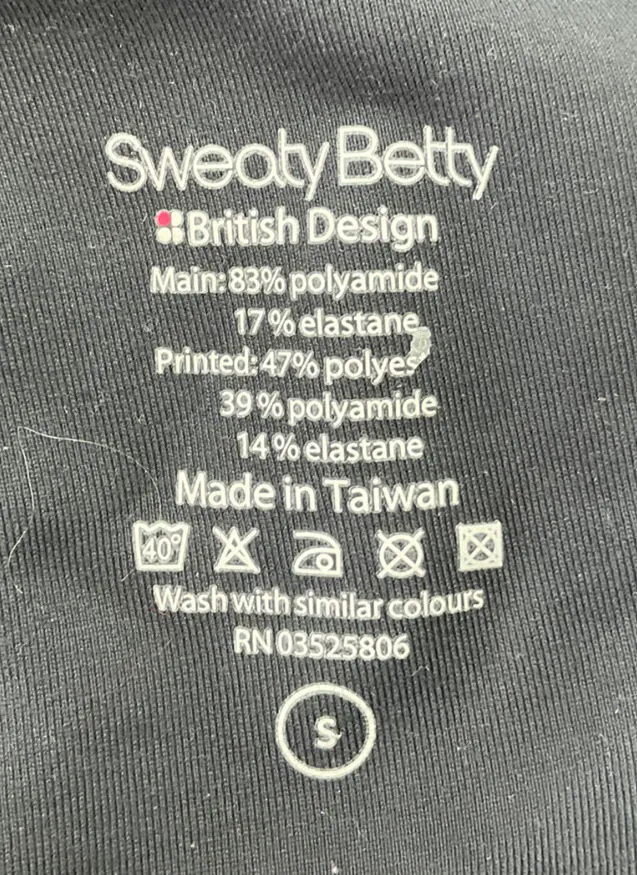 Sweaty Betty
British Design
Main: 83% polyamide
17% elastane
Printed: 47%
39% polyamide
14% elastane
Made in Taiwan
40°
Wash with similar colours
RN 03525806
S